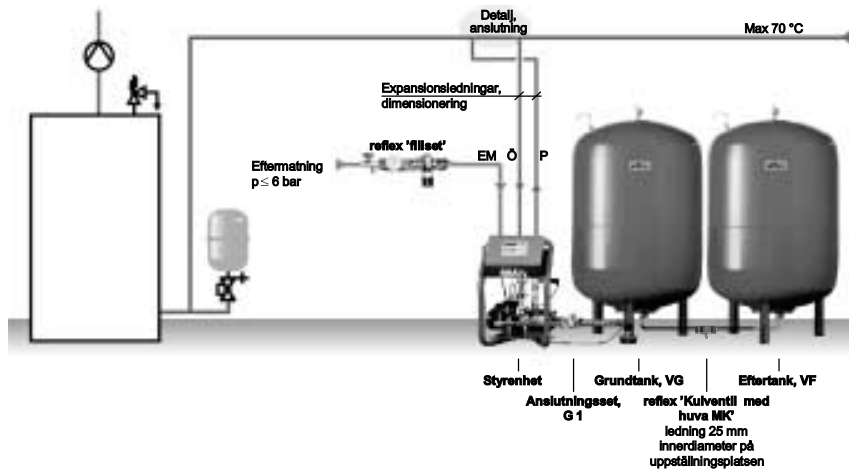 Detalj,
anslutning
Max 70 °C
Expansionsledningar,
dimensionering
reflex 'fillset'
EM Ö P
Eftermatning
p ≤ 6 bar
Styrenhet
Grundtank, VG
Eftertank, VF
Anslutningsset,
G 1
reflex 'Kulventil med
huva MK'
ledning 25 mm
innerdiameter på
uppställningsplatsen